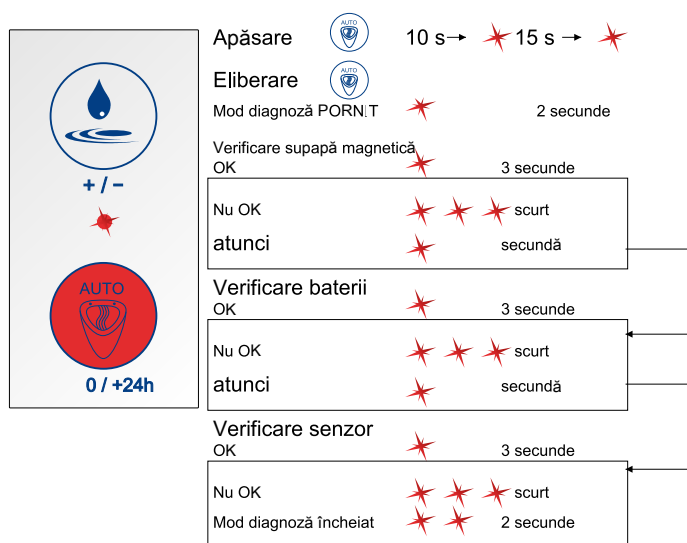 + / −
AUTO
0 / +24h
Apăsare AUTO 10 s 15 s
Eliberare AUTO
Mod diagnoză PORNIT 2 secunde
Verificare supapă magnetică
OK 3 secunde
Nu OK scurt
atunci secundă
Verificare baterii
OK 3 secunde
Nu OK scurt
atunci secundă
Verificare senzor
OK 3 secunde
Nu OK scurt
Mod diagnoză încheiat 2 secunde